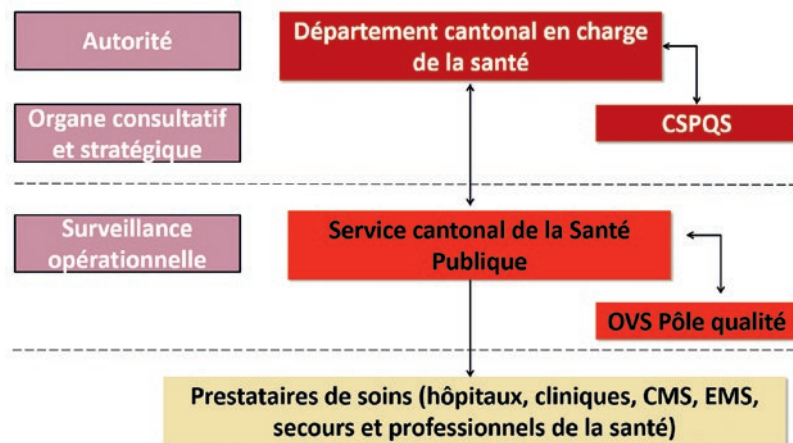 Autorité
Département cantonal en charge
de la santé
Organe consultatif
et stratégique
CSPQS
Surveillance
opérationnelle
Service cantonal de la Santé
Publique
OVS Pôle qualité
Prestataires de soins (hôpitaux, cliniques, CMS, EMS,
secours et professionnels de la santé)